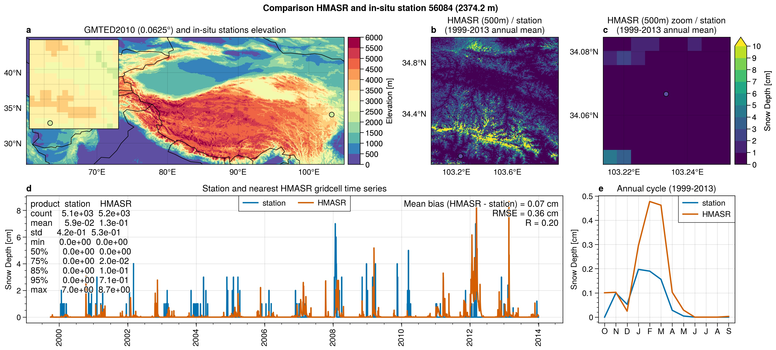 Comparison HMASR and in-situ station 56084 (2374.2 m)
a
GMTED2010 (0.0625°) and in-situ stations elevation
40°N
35°N
30°N
70°E
80°E
90°E
100°E
6000
5500
5000
4500
4000
3500
3000
2500
2000
1500
1000
500
0
Elevation [m]
b
HMASR (500m) / station
(1999-2013 annual mean)
34.8°N
34.4°N
103.2°E
103.6°E
c
HMASR (500m) zoom / station
(1999-2013 annual mean)
34.08°N
34.06°N
103.22°E
103.24°E
10
9
8
7
6
5
4
3
2
1
0
Snow Depth [cm]
d
Station and nearest HMASR gridcell time series
product station HMASR
count 5.1e+03 5.2e+03
mean 5.9e-02 1.3e-01
std 4.2e-01 5.3e-01
min 0.0e+00 0.0e+00
50% 0.0e+00 0.0e+00
75% 0.0e+00 2.0e-02
85% 0.0e+00 1.0e-01
95% 0.0e+00 7.1e-01
max 7.0e+00 8.7e+00
station
HMASR
Mean bias (HMASR - station) = 0.07 cm
RMSE = 0.36 cm
R = 0.20
Snow Depth [cm]
8
6
4
2
0
2000
2002
2004
2006
2008
2010
2012
2014
e
Annual cycle (1999-2013)
station
HMASR
Snow Depth [cm]
0.5
0.4
0.3
0.2
0.1
0
O N D J F M A M J J A S